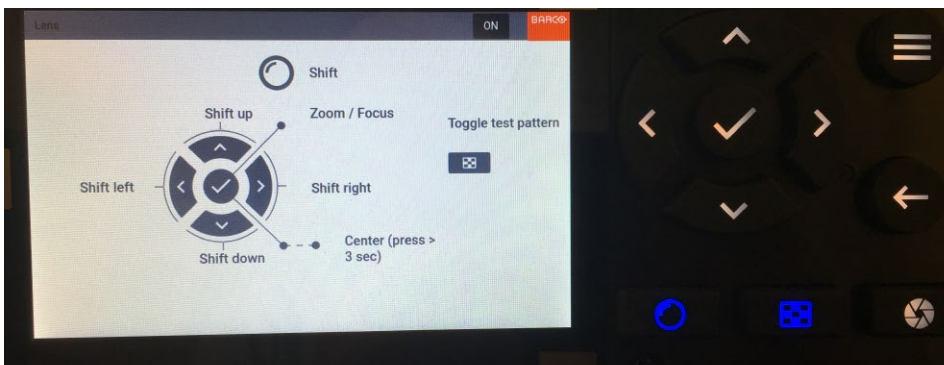 Lens
ON
BARCO
Shift
Shift up
Zoom / Focus
Toggle test pattern
Shift left
Shift right
Center (press >
3 sec)
Shift down